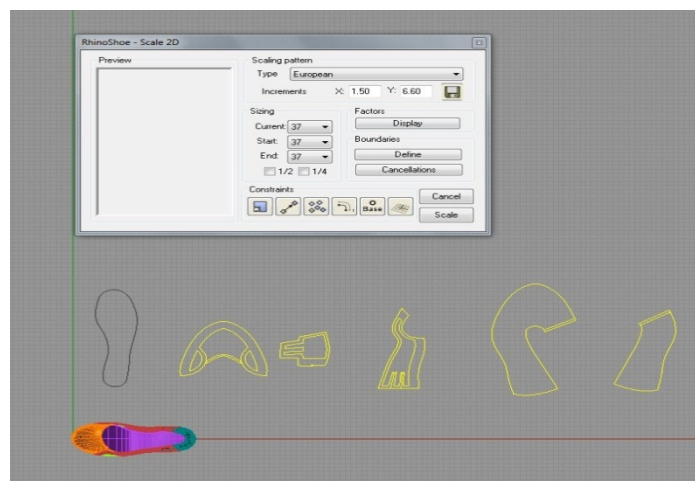 RhinoShoe - Scale 2D
Preview
Scaling pattern
Type European
Increments X: 1.50 Y: 6.60
Sizing
Current: 37
Start: 37
End: 37
1/2 1/4
Factors
Display
Boundaries
Define
Cancellations
Constraints
Base
Cancel
Scale